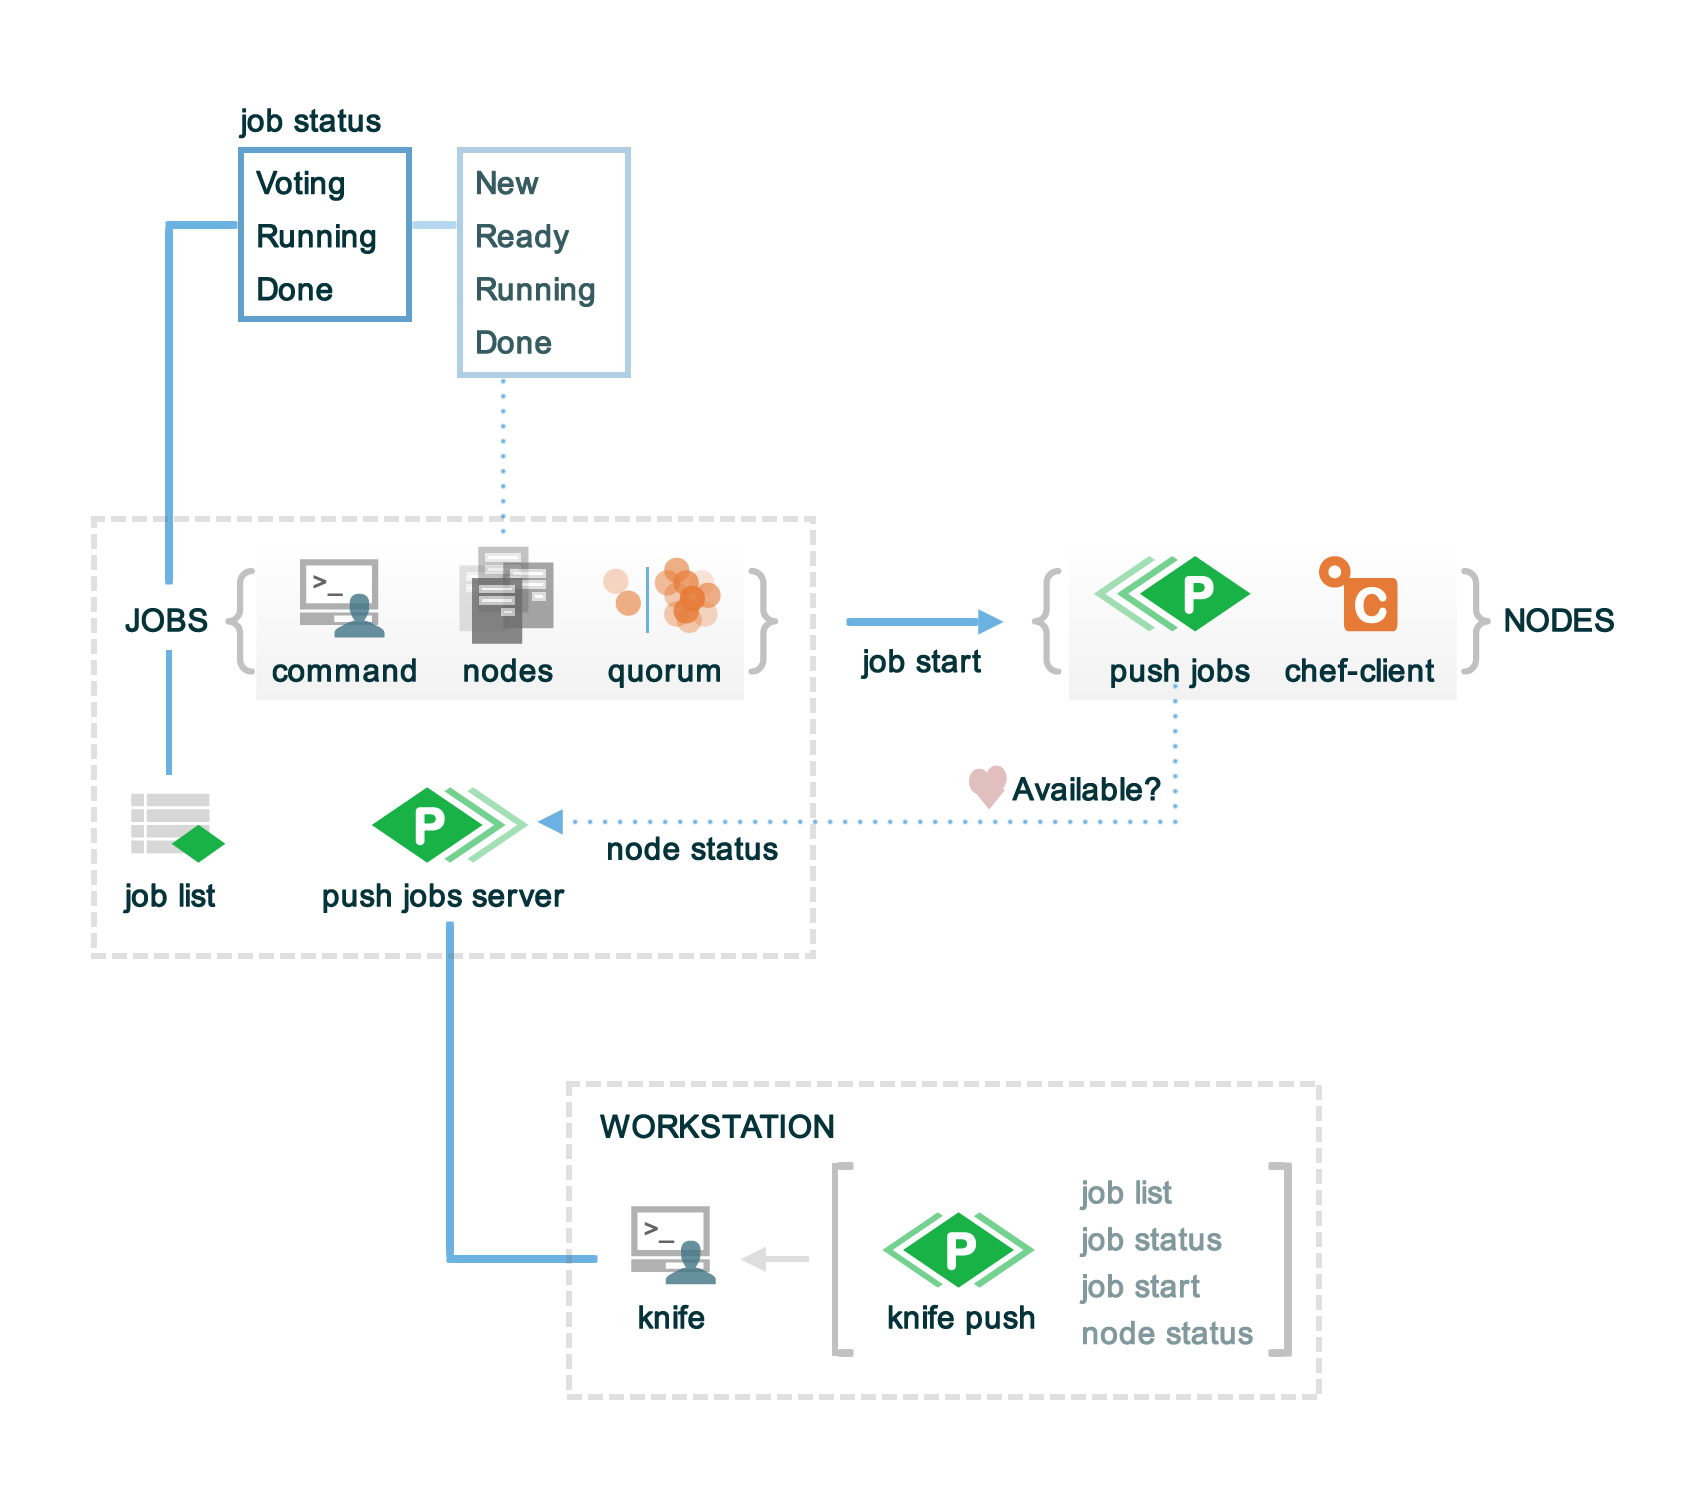 job status
Voting
Running
Done
New
Ready
Running
Done
JOBS
>_
command
nodes
quorum
job start
P
push jobs
C
chef-client
NODES
Available?
node status
job list
P
push jobs server
WORKSTATION
>_
knife
P
knife push
job list
job status
job start
node status